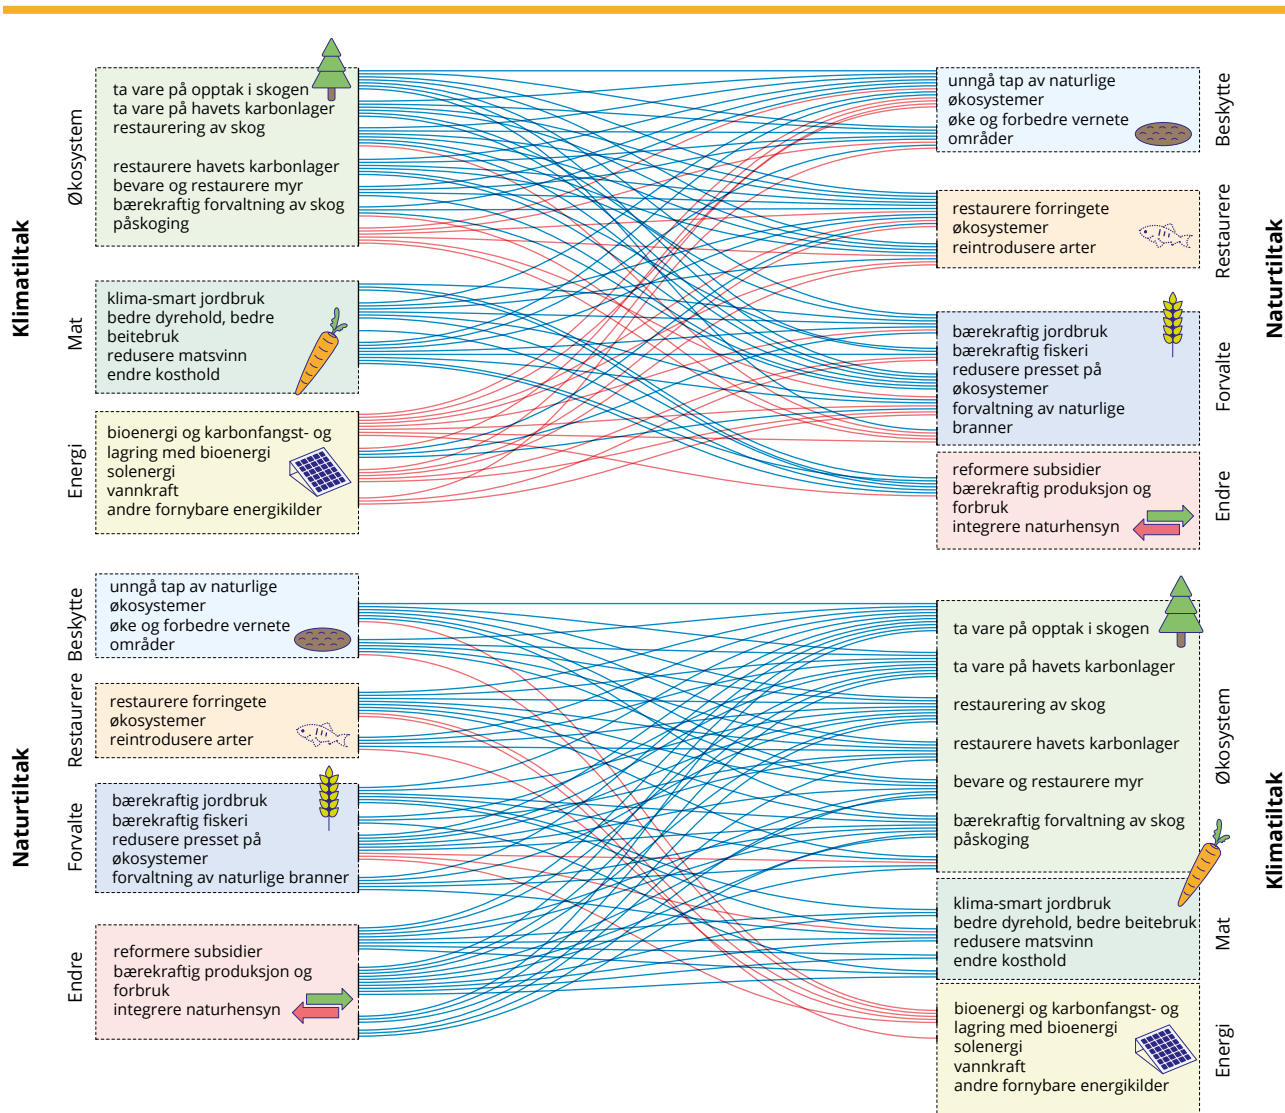 Klimatiltak
Økosystem
ta vare på opptak i skogen
ta vare på havets karbonlager
restaurering av skog
restaurere havets karbonlager
bevare og restaurere myr
bærekraftig forvaltning av skog
påskoging
Mat
klima-smart jordbruk
bedre dyrehold, bedre
beitebruk
redusere matsvinn
endre kosthold
Energi
bioenergi og karbonfangst- og
lagring med bioenergi
solenergi
vannkraft
andre fornybare energikilder
unngå tap av naturlige
økosystemer
øke og forbedre vernete
områder
Beskytte
restaurere forringete
økosystemer
reintrodusere arter
Restaurere
bærekraftig jordbruk
bærekraftig fiskeri
redusere presset på
økosystemer
forvaltning av naturlige
branner
Forvalte
reformere subsidier
bærekraftig produksjon og
forbruk
integrere naturhensyn
Endre
Naturtiltak
Naturtiltak
Beskytte
unngå tap av naturlige
økosystemer
øke og forbedre vernete
områder
Restaurere
restaurere forringete
økosystemer
reintrodusere arter
Forvalte
bærekraftig jordbruk
bærekraftig fiskeri
redusere presset på
økosystemer
forvaltning av naturlige branner
Endre
reformere subsidier
bærekraftig produksjon og
forbruk
integrere naturhensyn
ta vare på opptak i skogen
ta vare på havets karbonlager
restaurering av skog
restaurere havets karbonlager
bevare og restaurere myr
bærekraftig forvaltning av skog
påskoging
Økosystem
klima-smart jordbruk
bedre dyrehold, bedre beitebruk
redusere matsvinn
endre kosthold
Mat
bioenergi og karbonfangst- og
lagring med bioenergi
solenergi
vannkraft
andre fornybare energikilder
Energi
Klimatiltak